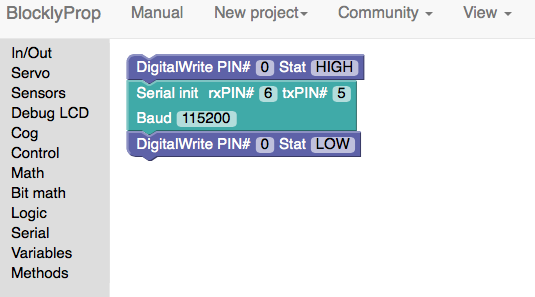 BlocklyProp Manual New project Community View
In/Out
Servo
Sensors
Debug LCD
Cog
Control
Math
Bit math
Logic
Serial
Variables
Methods
DigitalWrite PIN# 0 Stat HIGH
Serial init rxPIN# 6 txPIN# 5
Baud 115200
DigitalWrite PIN# 0 Stat LOW